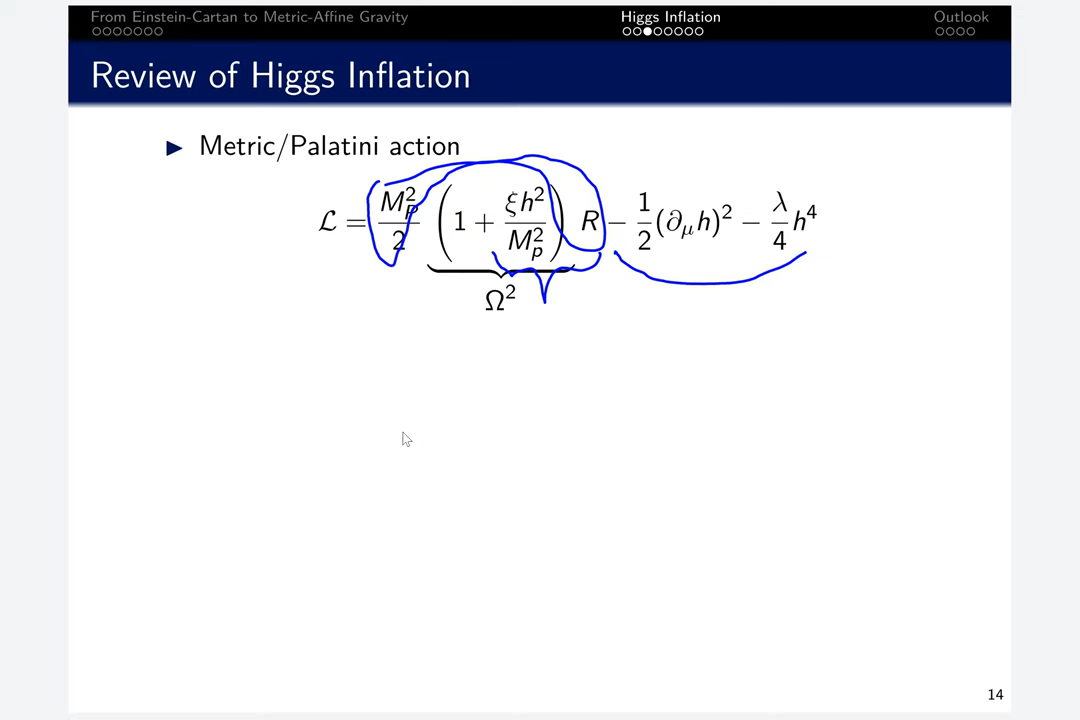 From Einstein-Cartan to Metric-Affine Gravity Higgs Inflation Outlook
Review of Higgs Inflation
▶ Metric/Palatini action
ℒ = M_P^2/2 (1 + ξh^2/M_p^2) R − 1/2 (∂_μ h)^2 − λ/4 h^4
Ω^2
14